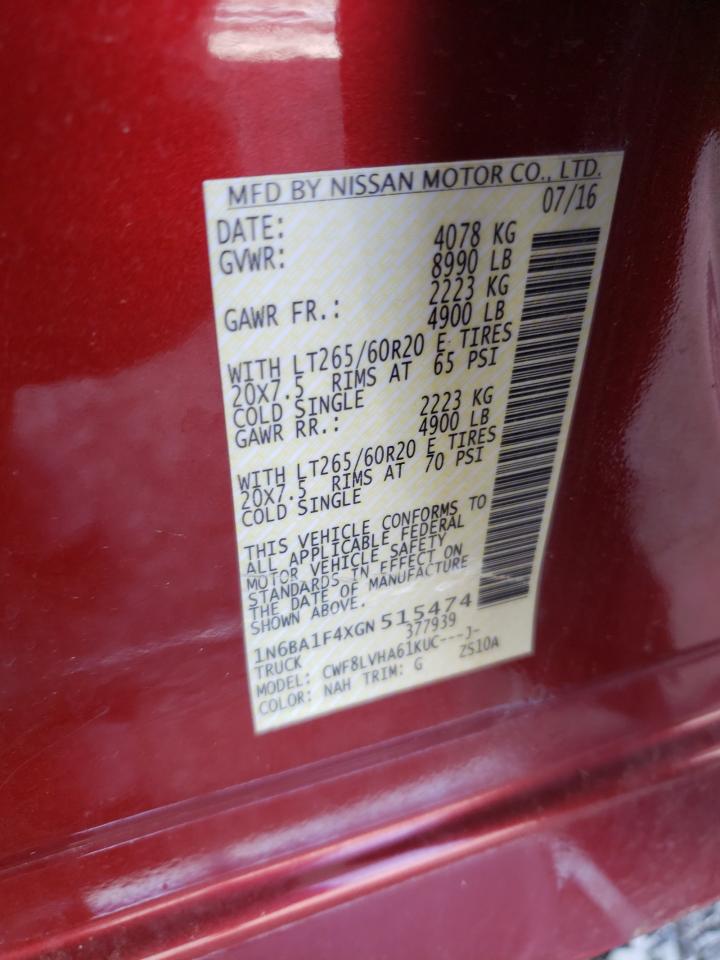 MFD BY NISSAN MOTOR CO., LTD.
DATE: 07/16
GVWR: 4078 KG
8990 LB
GAWR FR.: 2223 KG
4900 LB
WITH LT265/60R20 E TIRES
20X7.5 RIMS AT 65 PSI
COLD SINGLE
GAWR RR.: 2223 KG
4900 LB
WITH LT265/60R20 E TIRES
20X7.5 RIMS AT 70 PSI
COLD SINGLE
THIS VEHICLE CONFORMS TO
ALL APPLICABLE FEDERAL
MOTOR VEHICLE SAFETY
STANDARDS IN EFFECT ON
THE DATE OF MANUFACTURE
SHOWN ABOVE.
1N6BA1F4XGN515474
TRUCK 377939
MODEL: CWF8LVHA61KUC---J-
COLOR: NAH TRIM: G ZS10A